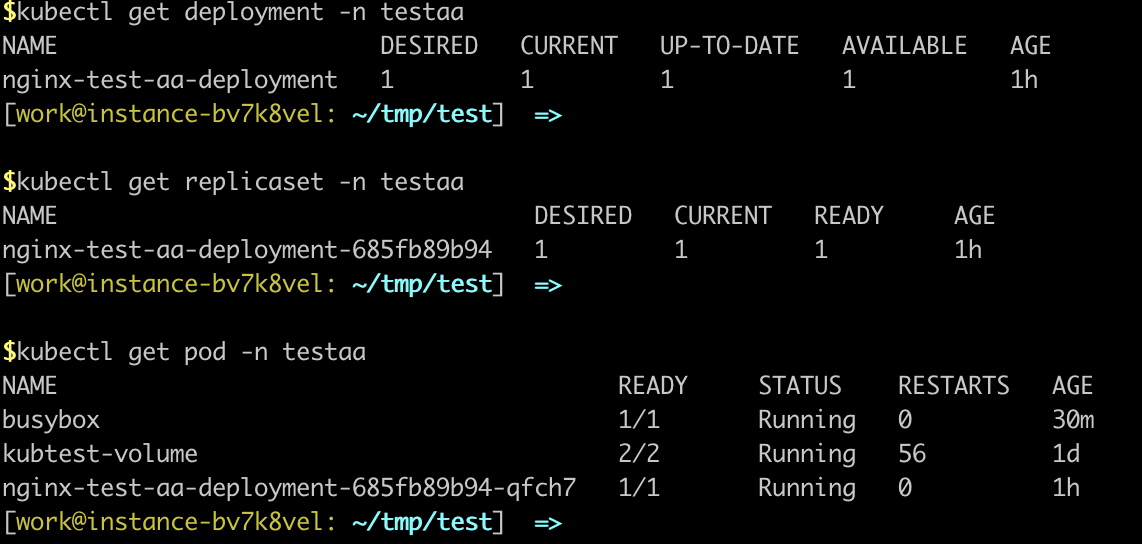 $kubectl get deployment -n testaa
NAME DESIRED CURRENT UP-TO-DATE AVAILABLE AGE
nginx-test-aa-deployment 1 1 1 1 1h
[work@instance-bv7k8vel: ~/tmp/test] =>
$kubectl get replicaset -n testaa
NAME DESIRED CURRENT READY AGE
nginx-test-aa-deployment-685fb89b94 1 1 1 1h
[work@instance-bv7k8vel: ~/tmp/test] =>
$kubectl get pod -n testaa
NAME READY STATUS RESTARTS AGE
busybox 1/1 Running 0 30m
kubtest-volume 2/2 Running 56 1d
nginx-test-aa-deployment-685fb89b94-qfch7 1/1 Running 0 1h
[work@instance-bv7k8vel: ~/tmp/test] =>